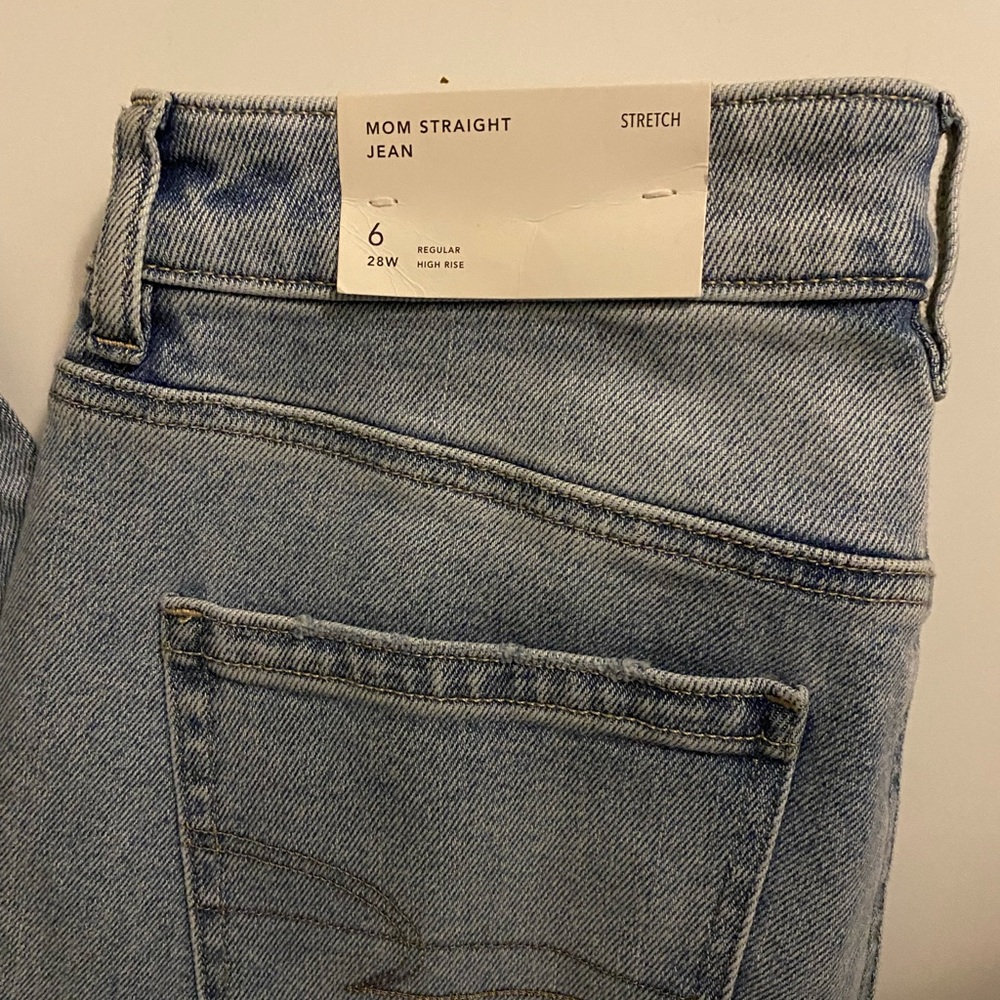 MOM STRAIGHT STRETCH
JEAN
6 REGULAR
28W HIGH RISE